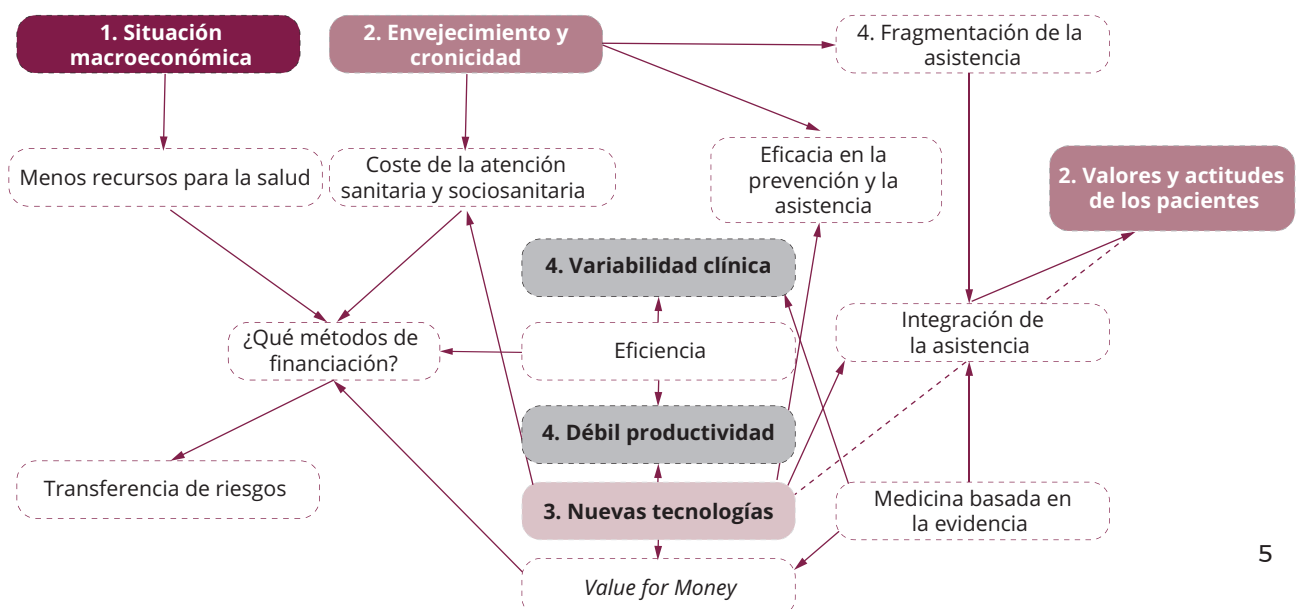 1. Situación
macroeconómica
2. Envejecimiento y
cronicidad
4. Fragmentación de la
asistencia
Menos recursos para la salud
Coste de la atención
sanitaria y sociosanitaria
Eficacia en la
prevención y la
asistencia
2. Valores y actitudes
de los pacientes
4. Variabilidad clínica
¿Qué métodos de
financiación?
Eficiencia
Integración de
la asistencia
4. Débil productividad
Transferencia de riesgos
3. Nuevas tecnologías
Medicina basada en
la evidencia
Value for Money
5